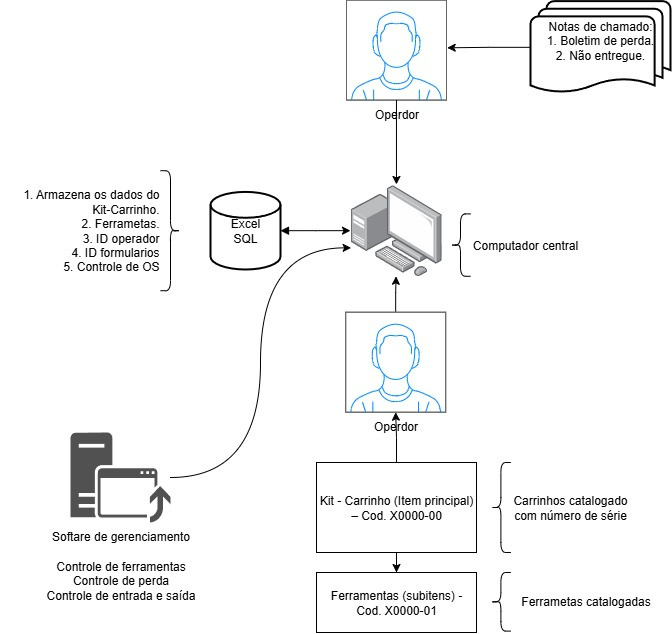 Notas de chamado:
1. Boletim de perda.
2. Não entregue.
Operdor
1. Armazena os dados do
Kit-Carrinho.
2. Ferrametas.
3. ID operador
4. ID formularios
5. Controle de OS
Excel
SQL
Computador central
Operdor
Kit - Carrinho (Item principal)
– Cod. X0000-00
Carrinhos catalogado
com número de série
Softare de gerenciamento
Controle de ferramentas
Controle de perda
Controle de entrada e saída
Ferramentas (subitens) -
Cod. X0000-01
Ferrametas catalogadas